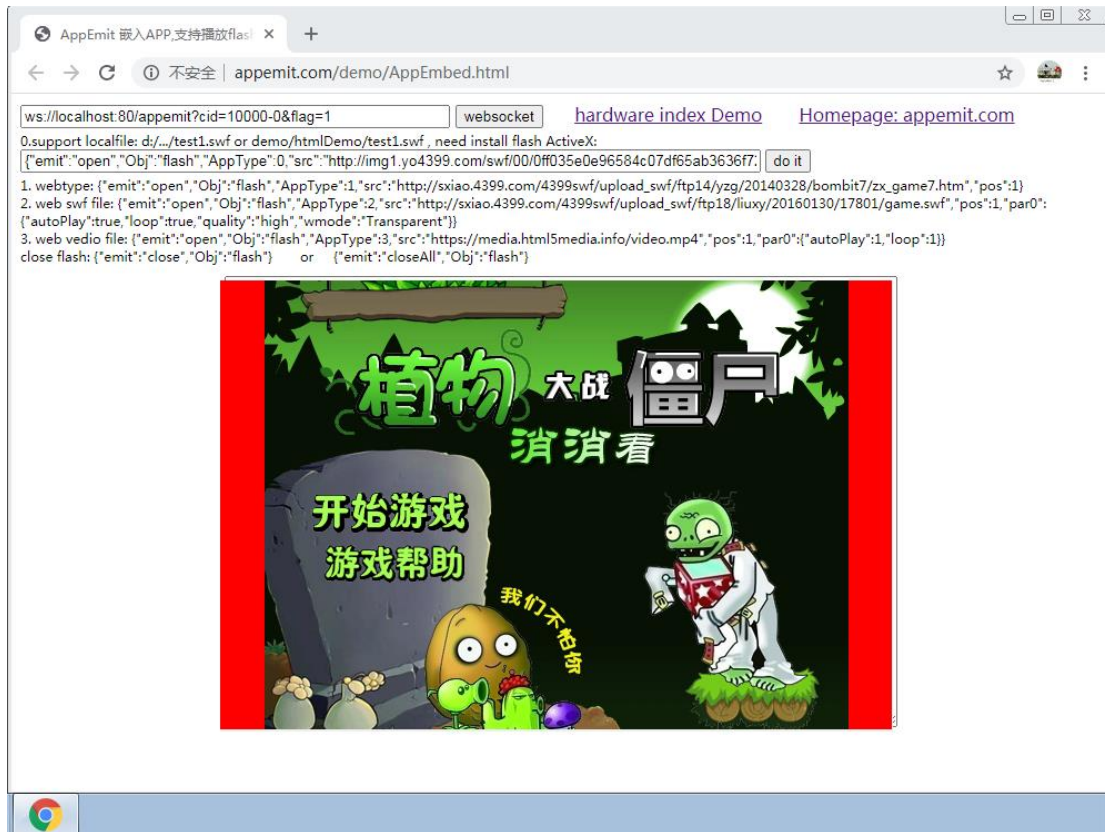 AppEmit 嵌入APP,支持播放flas
不安全 | appemit.com/demo/AppEmbed.html
ws://localhost:80/appemit?cid=10000-0&flag=1 websocket hardware index Demo Homepage: appemit.com
0.support localfile: d:/.../test1.swf or demo/htmlDemo/test1.swf , need install flash ActiveX:
{"emit":"open","Obj":"flash","AppType":0,"src":"http://img1.yo4399.com/swf/00/0ff035e0e96584c07df65ab3636f7 do it
1. webtype: {"emit":"open","Obj":"flash","AppType":1,"src":"http://sxiao.4399.com/4399swf/upload_swf/ftp14/yzg/20140328/bombit7/zx_game7.htm","pos":1}
2. web swf file: {"emit":"open","Obj":"flash","AppType":2,"src":"http://sxiao.4399.com/4399swf/upload_swf/ftp18/liuxy/20160130/17801/game.swf","pos":1,"par0":
{"autoPlay":true,"loop":true,"quality":"high","wmode":"Transparent"}}
3. web vedio file: {"emit":"open","Obj":"flash","AppType":3,"src":"https://media.html5media.info/video.mp4","pos":1,"par0":{"autoPlay":1,"loop":1}}
close flash: {"emit":"close","Obj":"flash"} or {"emit":"closeAll","Obj":"flash"}
植物大战僵尸
消消看
开始游戏
游戏帮助
我们不怕你